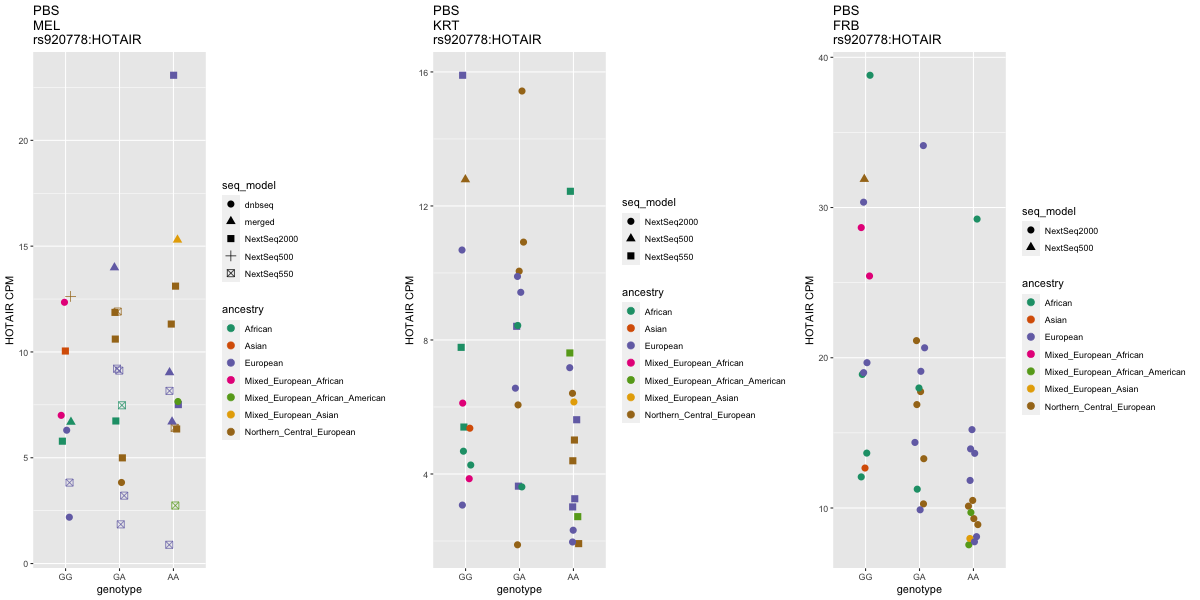 PBS
MEL
rs920778:HOTAIR
HOTAIR CPM
20
15
10
5
0
GG
GA
AA
genotype
seq_model
dnbseq
merged
NextSeq2000
NextSeq500
NextSeq550
ancestry
African
Asian
European
Mixed_European_African
Mixed_European_African_American
Mixed_European_Asian
Northern_Central_European
PBS
KRT
rs920778:HOTAIR
HOTAIR CPM
16
12
8
4
GG
GA
AA
genotype
seq_model
NextSeq2000
NextSeq500
NextSeq550
ancestry
African
Asian
European
Mixed_European_African
Mixed_European_African_American
Mixed_European_Asian
Northern_Central_European
PBS
FRB
rs920778:HOTAIR
HOTAIR CPM
40
30
20
10
GG
GA
AA
genotype
seq_model
NextSeq2000
NextSeq500
ancestry
African
Asian
European
Mixed_European_African
Mixed_European_African_American
Mixed_European_Asian
Northern_Central_European